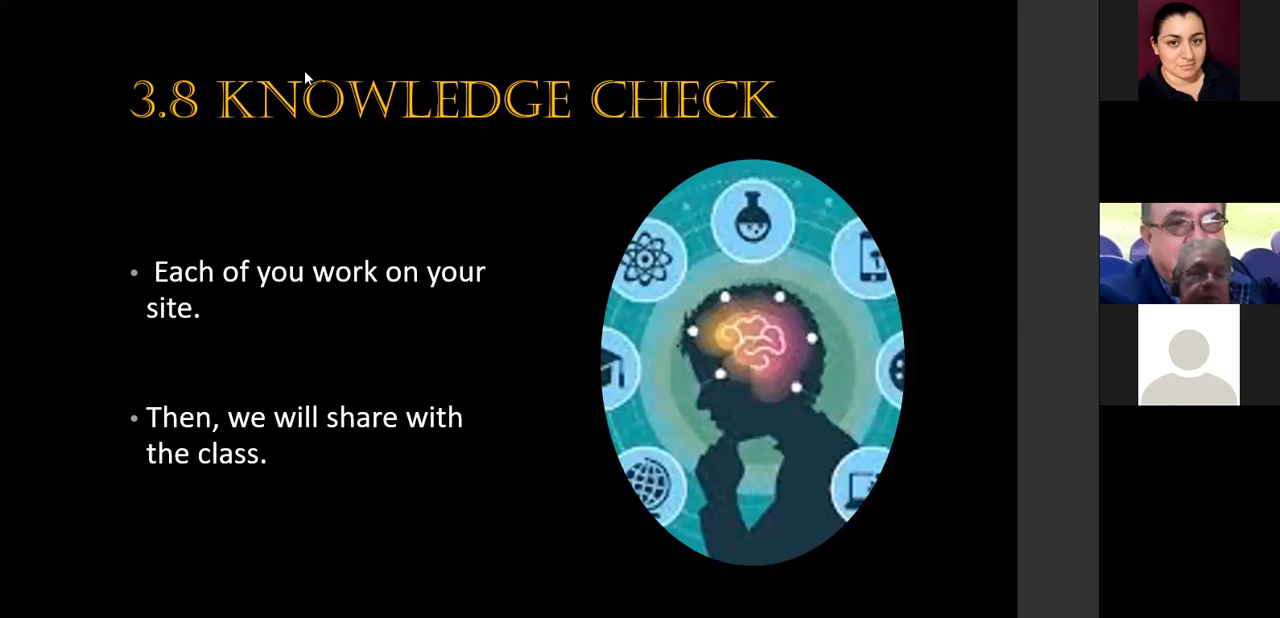 3.8 KNOWLEDGE CHECK
• Each of you work on your
site.
• Then, we will share with
the class.